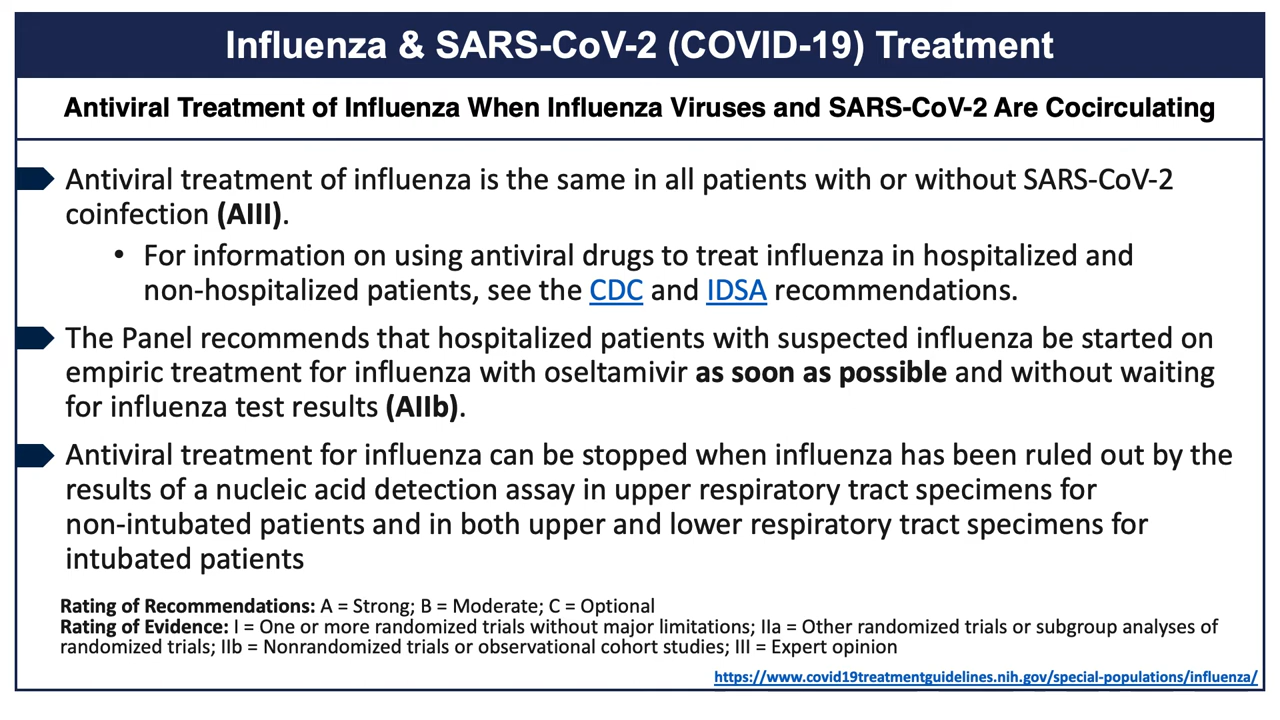 Influenza & SARS-CoV-2 (COVID-19) Treatment
Antiviral Treatment of Influenza When Influenza Viruses and SARS-CoV-2 Are Cocirculating
Antiviral treatment of influenza is the same in all patients with or without SARS-CoV-2
coinfection (AIII).
• For information on using antiviral drugs to treat influenza in hospitalized and
non-hospitalized patients, see the CDC and IDSA recommendations.
The Panel recommends that hospitalized patients with suspected influenza be started on
empiric treatment for influenza with oseltamivir as soon as possible and without waiting
for influenza test results (AIIb).
Antiviral treatment for influenza can be stopped when influenza has been ruled out by the
results of a nucleic acid detection assay in upper respiratory tract specimens for
non-intubated patients and in both upper and lower respiratory tract specimens for
intubated patients
Rating of Recommendations: A = Strong; B = Moderate; C = Optional
Rating of Evidence: I = One or more randomized trials without major limitations; IIa = Other randomized trials or subgroup analyses of
randomized trials; IIb = Nonrandomized trials or observational cohort studies; III = Expert opinion
https://www.covid19treatmentguidelines.nih.gov/special-populations/influenza/